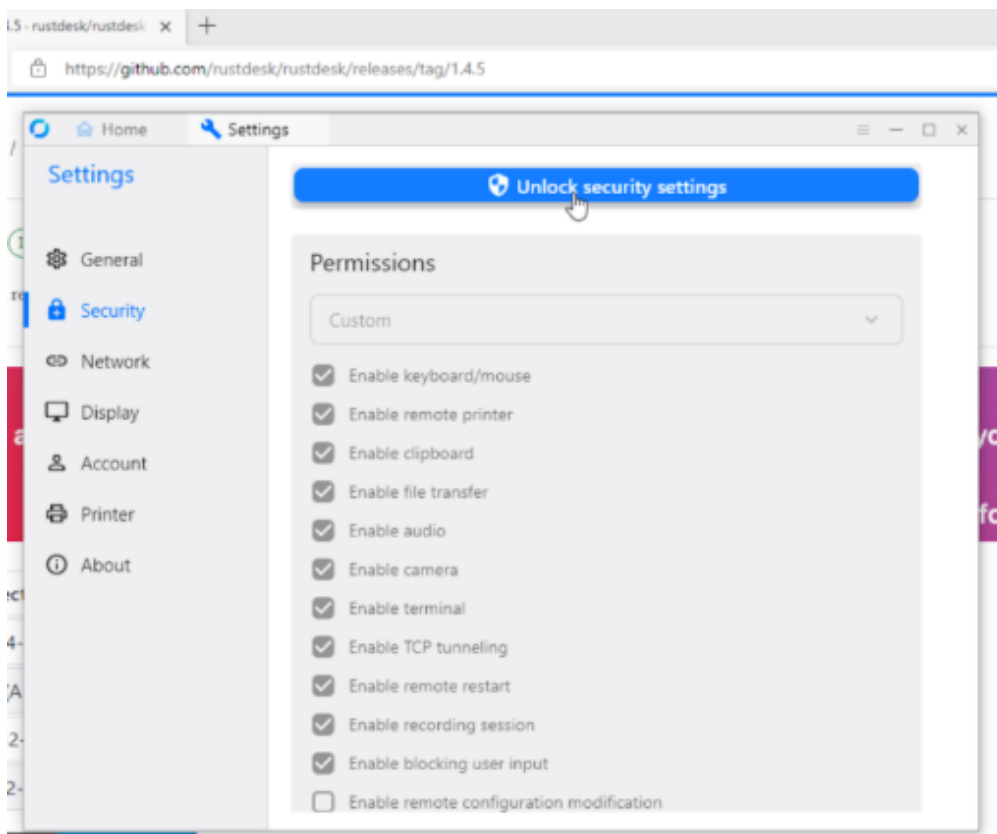 .5 - rustdesk/rustdesk
https://github.com/rustdesk/rustdesk/releases/tag/1.4.5
Home
Settings
Settings
Unlock security settings
General
Security
Network
Display
Account
Printer
About
Permissions
Custom
Enable keyboard/mouse
Enable remote printer
Enable clipboard
Enable file transfer
Enable audio
Enable camera
Enable terminal
Enable TCP tunneling
Enable remote restart
Enable recording session
Enable blocking user input
Enable remote configuration modification